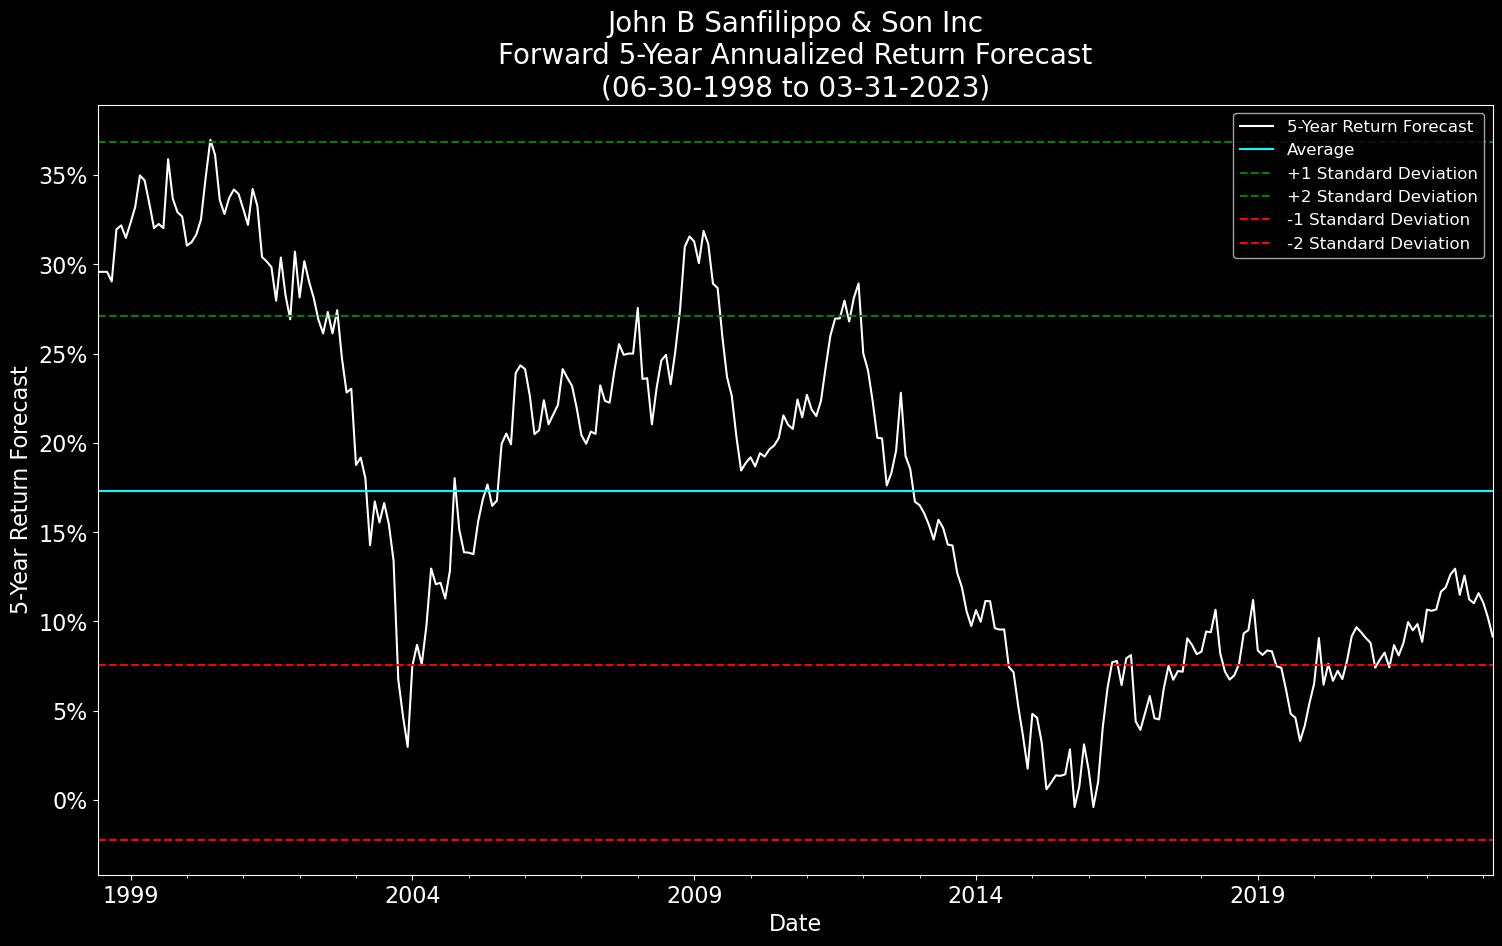 John B Sanfilippo & Son Inc
Forward 5-Year Annualized Return Forecast
(06-30-1998 to 03-31-2023)
5-Year Return Forecast
Average
+1 Standard Deviation
+2 Standard Deviation
-1 Standard Deviation
-2 Standard Deviation
35%
30%
25%
20%
15%
10%
5%
0%
5-Year Return Forecast
1999
2004
2009
2014
2019
Date